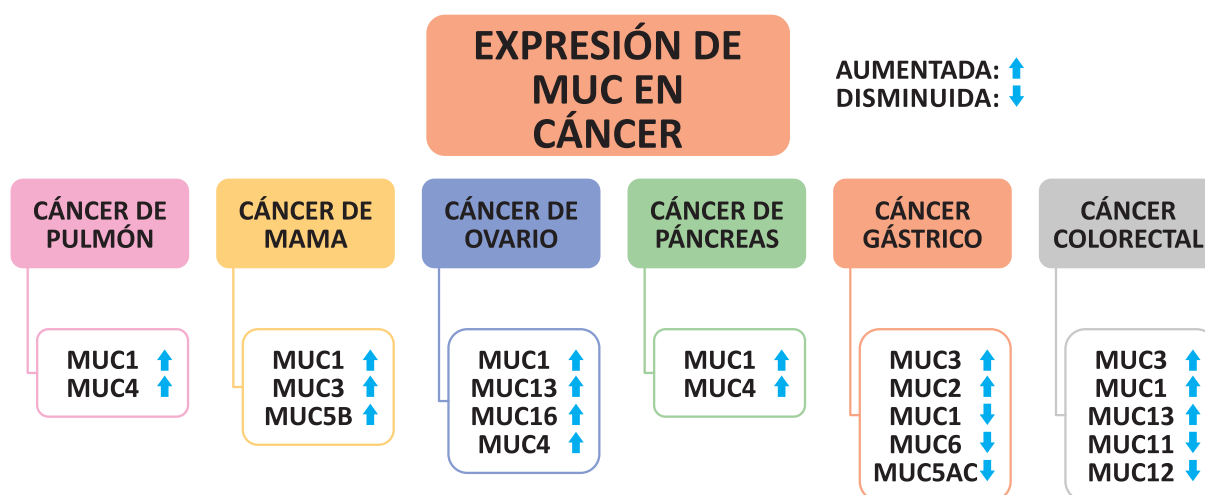 EXPRESIÓN DE
MUC EN
CÁNCER
AUMENTADA: ⬆
DISMINUIDA: ⬇
CÁNCER DE
PULMÓN
MUC1 ⬆
MUC4 ⬆
CÁNCER DE
MAMA
MUC1 ⬆
MUC3 ⬆
MUC5B ⬆
CÁNCER DE
OVARIO
MUC1 ⬆
MUC13 ⬆
MUC16 ⬆
MUC4 ⬆
CÁNCER DE
PÁNCREAS
MUC1 ⬆
MUC4 ⬆
CÁNCER
GÁSTRICO
MUC3 ⬆
MUC2 ⬆
MUC1 ⬇
MUC6 ⬇
MUC5AC ⬇
CÁNCER
COLORECTAL
MUC3 ⬆
MUC1 ⬆
MUC13 ⬆
MUC11 ⬇
MUC12 ⬇